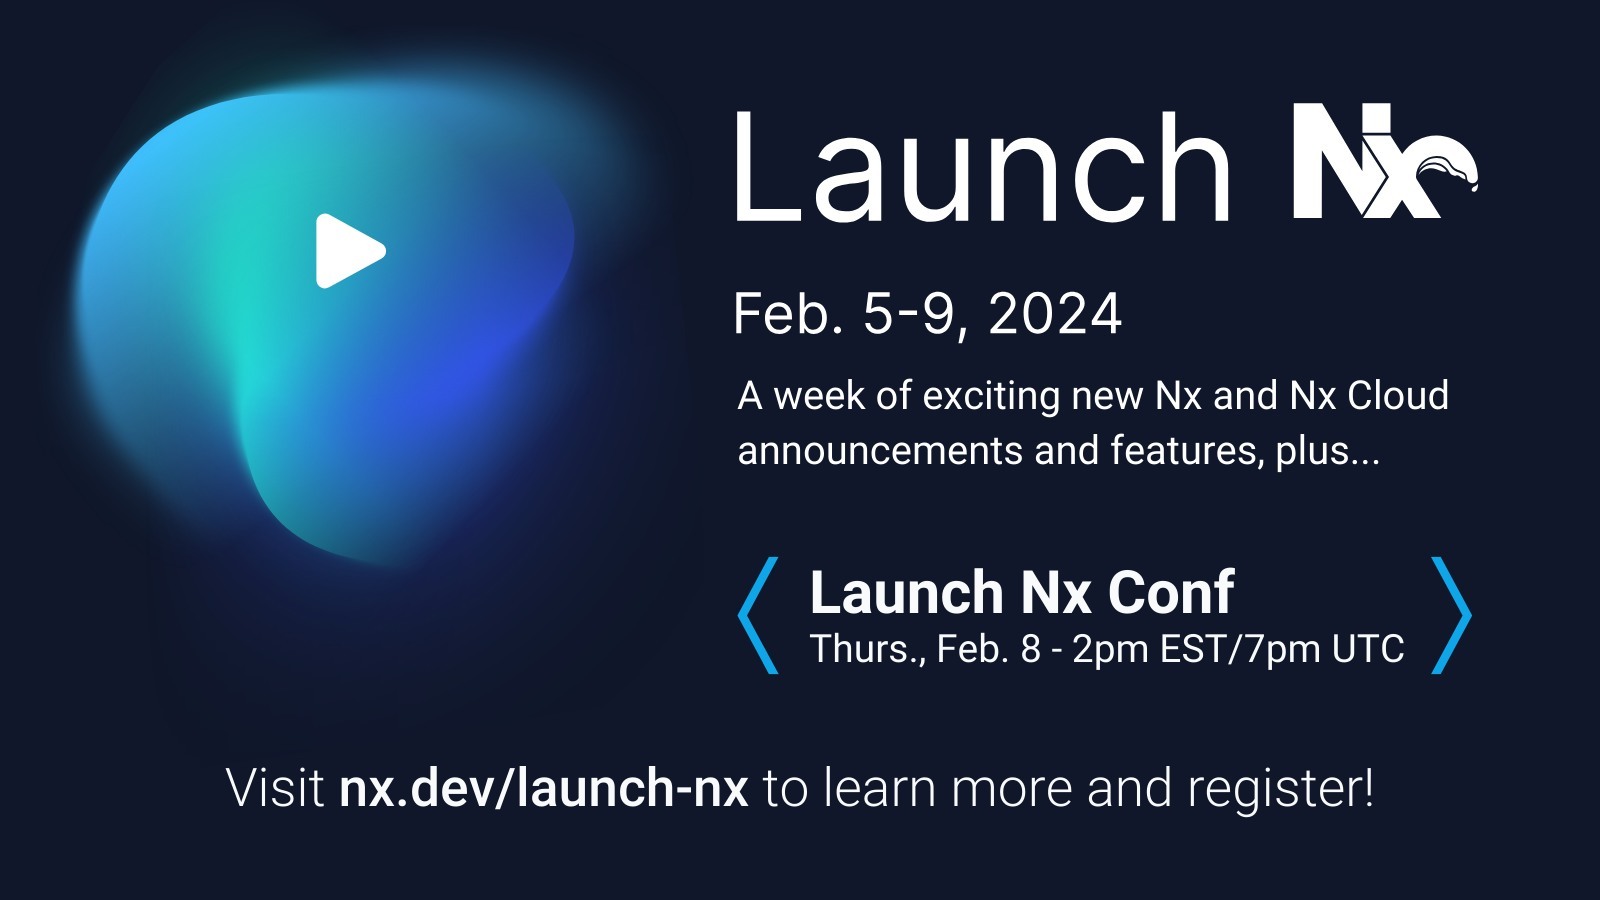 Launch Nx
Feb. 5-9, 2024
A week of exciting new Nx and Nx Cloud
announcements and features, plus...
Launch Nx Conf
Thurs., Feb. 8 - 2pm EST/7pm UTC
Visit nx.dev/launch-nx to learn more and register!